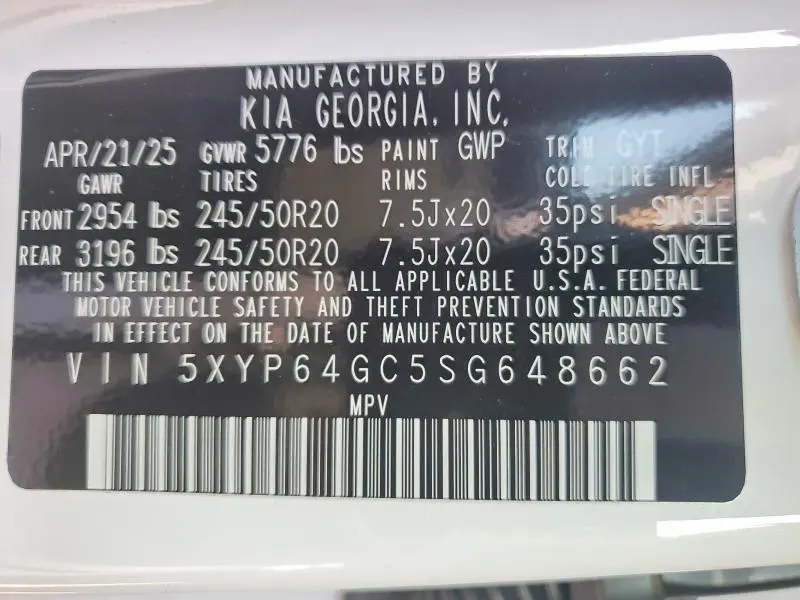 MANUFACTURED BY
KIA GEORGIA, INC.
APR/21/25 GVWR 5776 lbs PAINT GWP TRIM GYT
GAWR TIRES RIMS COLD TIRE INFL
FRONT 2954 lbs 245/50R20 7.5Jx20 35psi SINGLE
REAR 3196 lbs 245/50R20 7.5Jx20 35psi SINGLE
THIS VEHICLE CONFORMS TO ALL APPLICABLE U.S.A. FEDERAL
MOTOR VEHICLE SAFETY AND THEFT PREVENTION STANDARDS
IN EFFECT ON THE DATE OF MANUFACTURE SHOWN ABOVE
VIN 5XYP64GC5SG648662
MPV